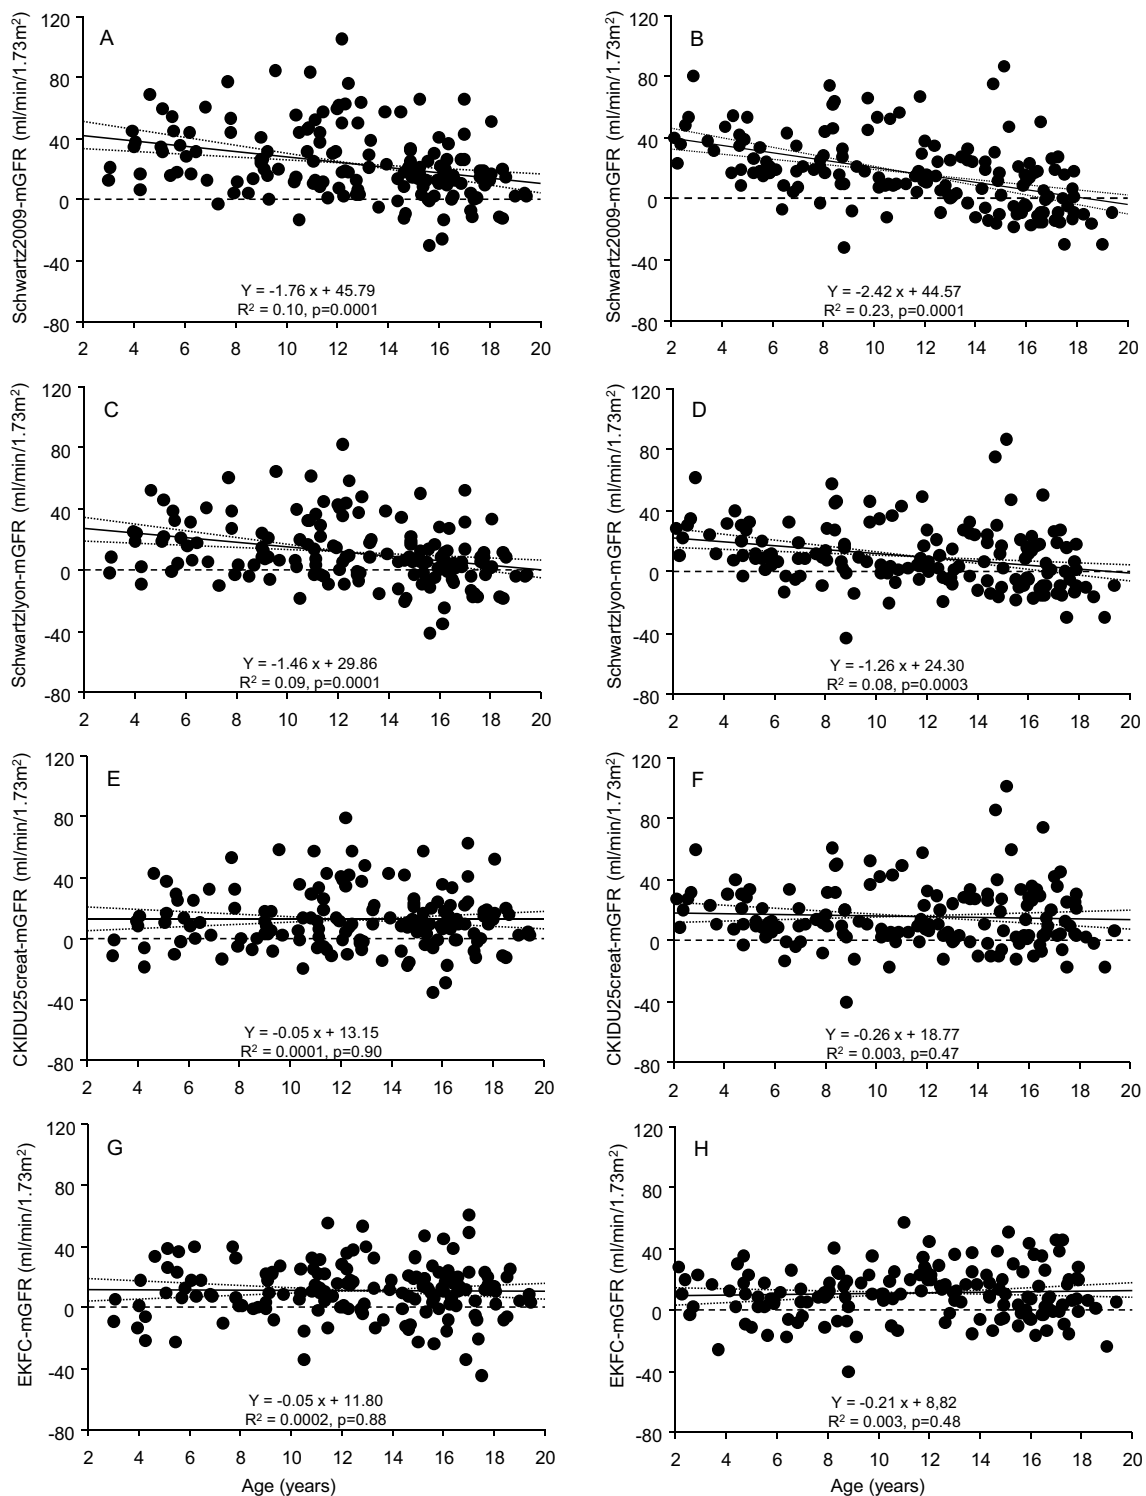 A
Schwartz2009-mGFR (ml/min/1.73m²)
120
80
40
0
-40
-80
Y = -1.76 x + 45.79
R² = 0.10, p=0.0001
2 4 6 8 10 12 14 16 18 20
B
Schwartz2009-mGFR (ml/min/1.73m²)
120
80
40
0
-40
-80
Y = -2.42 x + 44.57
R² = 0.23, p=0.0001
2 4 6 8 10 12 14 16 18 20
C
Schwartzlyon-mGFR (ml/min/1.73m²)
120
80
40
0
-40
-80
Y = -1.46 x + 29.86
R² = 0.09, p=0.0001
2 4 6 8 10 12 14 16 18 20
D
Schwartzlyon-mGFR (ml/min/1.73m²)
120
80
40
0
-40
-80
Y = -1.26 x + 24.30
R² = 0.08, p=0.0003
2 4 6 8 10 12 14 16 18 20
E
CKIDU25creat-mGFR (ml/min/1.73m²)
120
80
40
0
-40
-80
Y = -0.05 x + 13.15
R² 0.0001, p=0.90
2 4 6 8 10 12 14 16 18 20
F
CKIDU25creat-mGFR (ml/min/1.73m²)
120
80
40
0
-40
-80
Y = -0.26 x + 18.77
R² = 0.003, p=0.47
2 4 6 8 10 12 14 16 18 20
G
EKFC-mGFR (ml/min/1.73m²)
120
80
40
0
-40
-80
Y = -0.05 x + 11.80
R² = 0.0002, p=0.88
2 4 6 8 10 12 14 16 18 20
Age (years)
H
EKFC-mGFR (ml/min/1.73m²)
120
80
40
0
-40
-80
Y = -0.21 x + 8,82
R² = 0.003, p=0.48
2 4 6 8 10 12 14 16 18 20
Age (years)